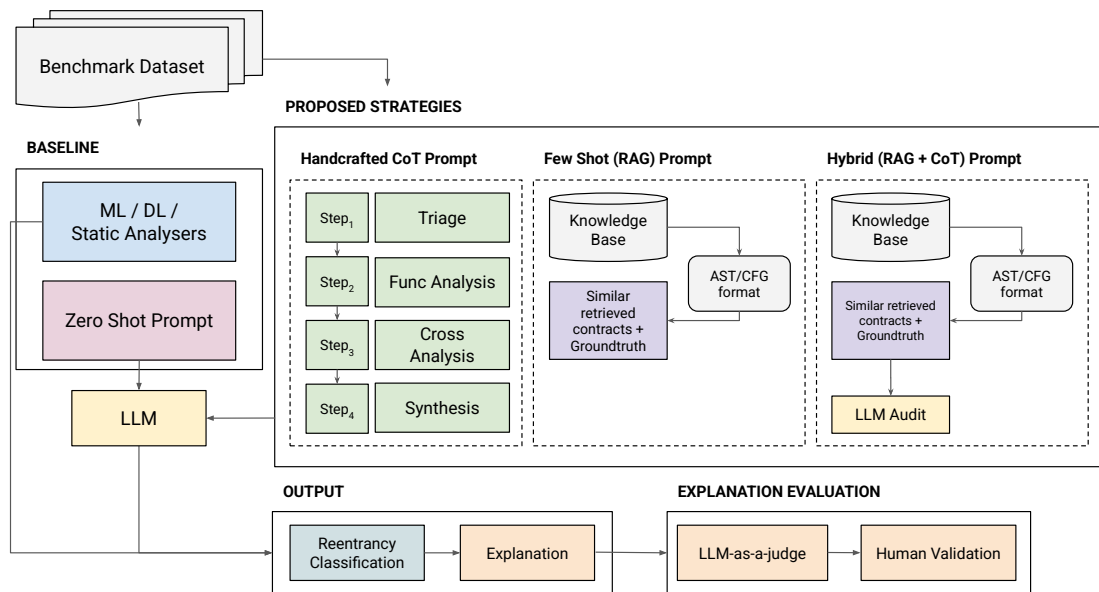 Benchmark Dataset
PROPOSED STRATEGIES
BASELINE
ML / DL /
Static Analysers
Zero Shot Prompt
LLM
Handcrafted CoT Prompt
Step1
Triage
Step2
Func Analysis
Step3
Cross
Analysis
Step4
Synthesis
Few Shot (RAG) Prompt
Knowledge
Base
AST/CFG
format
Similar
retrieved
contracts +
Groundtruth
Hybrid (RAG + CoT) Prompt
Knowledge
Base
AST/CFG
format
Similar retrieved
contracts +
Groundtruth
LLM Audit
OUTPUT
Reentrancy
Classification
Explanation
EXPLANATION EVALUATION
LLM-as-a-judge
Human Validation